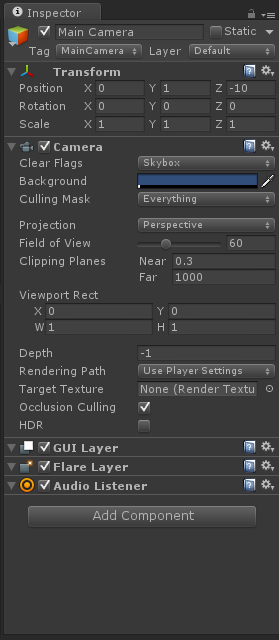 Inspector
Main Camera Static
Tag MainCamera Layer Default
Transform
Position X 0 Y 1 Z -10
Rotation X 0 Y 0 Z 0
Scale X 1 Y 1 Z 1
Camera
Clear Flags Skybox
Background
Culling Mask Everything
Projection Perspective
Field of View 60
Clipping Planes Near 0.3
Far 1000
Viewport Rect
X 0 Y 0
W 1 H 1
Depth -1
Rendering Path Use Player Settings
Target Texture None (Render Textu
Occlusion Culling
HDR
GUI Layer
Flare Layer
Audio Listener
Add Component